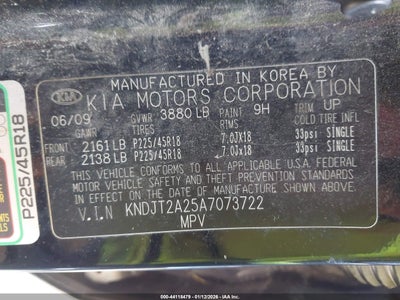 MANUFACTURED IN KOREA BY
KIA KIA MOTORS CORPORATION
06/09 GVWR 3880 LB PAINT 9H TRIM UP
GAWR TIRES RIMS COLD TIRE INFL
FRONT 2161 LB P225/45R18 7.0JX18 33psi SINGLE
REAR 2138 LB P225/45R18 7.0JX18 33psi SINGLE
THIS VEHICLE CONFORMS TO ALL APPLICABLE FEDERAL
MOTOR VEHICLE SAFETY AND THEFT PREVENTION STANDARDS
IN EFFECT ON THE DATE OF MANUFACTURE SHOWN ABOVE.
V.I.N KNDJT2A25A7073722
MPV
P225/45R18
000-44118479 - 01/12/2026 - IAA Inc.